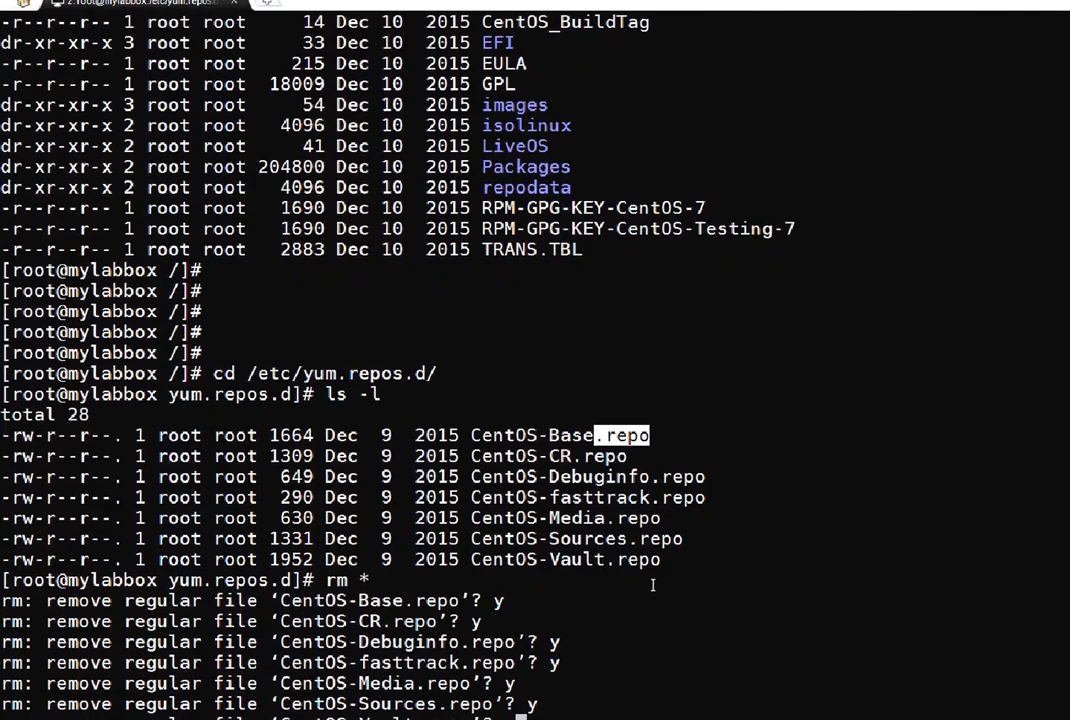 2. root@mylabbox:/etc/yum.repos.d
-r--r--r-- 1 root root 14 Dec 10 2015 CentOS_BuildTag
dr-xr-xr-x 3 root root 33 Dec 10 2015 EFI
-r--r--r-- 1 root root 215 Dec 10 2015 EULA
-r--r--r-- 1 root root 18009 Dec 10 2015 GPL
dr-xr-xr-x 3 root root 54 Dec 10 2015 images
dr-xr-xr-x 2 root root 4096 Dec 10 2015 isolinux
dr-xr-xr-x 2 root root 41 Dec 10 2015 LiveOS
dr-xr-xr-x 2 root root 204800 Dec 10 2015 Packages
dr-xr-xr-x 2 root root 4096 Dec 10 2015 repodata
-r--r--r-- 1 root root 1690 Dec 10 2015 RPM-GPG-KEY-CentOS-7
-r--r--r-- 1 root root 1690 Dec 10 2015 RPM-GPG-KEY-CentOS-Testing-7
-r--r--r-- 1 root root 2883 Dec 10 2015 TRANS.TBL
[root@mylabbox /]#
[root@mylabbox /]#
[root@mylabbox /]#
[root@mylabbox /]#
[root@mylabbox /]#
[root@mylabbox /]# cd /etc/yum.repos.d/
[root@mylabbox yum.repos.d]# ls -l
total 28
-rw-r--r--. 1 root root 1664 Dec 9 2015 CentOS-Base.repo
-rw-r--r--. 1 root root 1309 Dec 9 2015 CentOS-CR.repo
-rw-r--r--. 1 root root 649 Dec 9 2015 CentOS-Debuginfo.repo
-rw-r--r--. 1 root root 290 Dec 9 2015 CentOS-fasttrack.repo
-rw-r--r--. 1 root root 630 Dec 9 2015 CentOS-Media.repo
-rw-r--r--. 1 root root 1331 Dec 9 2015 CentOS-Sources.repo
-rw-r--r--. 1 root root 1952 Dec 9 2015 CentOS-Vault.repo
[root@mylabbox yum.repos.d]# rm *
rm: remove regular file ‘CentOS-Base.repo’? y
rm: remove regular file ‘CentOS-CR.repo’? y
rm: remove regular file ‘CentOS-Debuginfo.repo’? y
rm: remove regular file ‘CentOS-fasttrack.repo’? y
rm: remove regular file ‘CentOS-Media.repo’? y
rm: remove regular file ‘CentOS-Sources.repo’? y